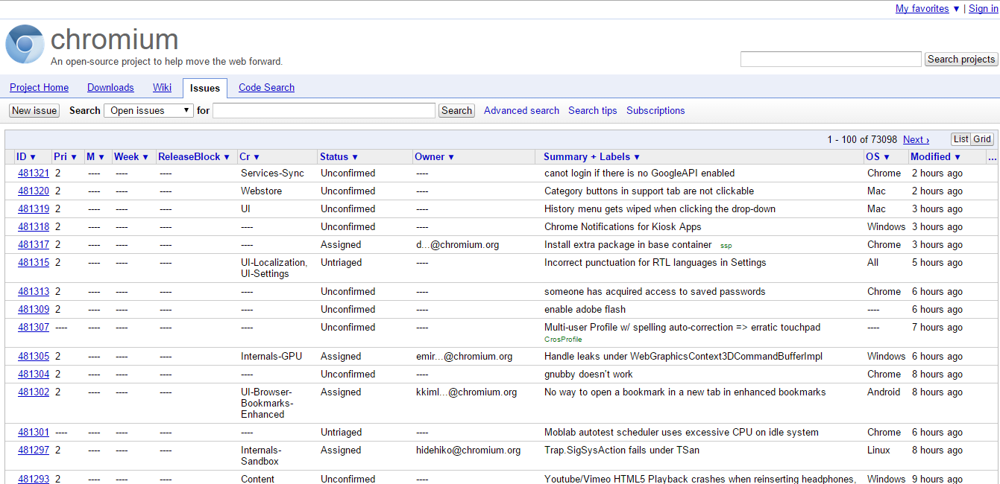 My favorites ▼ | Sign in
chromium
An open-source project to help move the web forward.
Search projects
Project Home Downloads Wiki Issues Code Search
New issue Search Open issues ▼ for Search Advanced search Search tips Subscriptions
1 - 100 of 73098 Next › List Grid
ID ▼ Pri ▼ M ▼ Week ▼ ReleaseBlock ▼ Cr ▼ Status ▼ Owner ▼ Summary + Labels ▼ OS ▼ Modified ▼ ...
481321 2 ---- ---- ---- Services-Sync Unconfirmed ---- canot login if there is no GoogleAPI enabled Chrome 2 hours ago
481320 2 ---- ---- ---- Webstore Unconfirmed ---- Category buttons in support tab are not clickable Mac 2 hours ago
481319 2 ---- ---- ---- UI Unconfirmed ---- History menu gets wiped when clicking the drop-down Mac 3 hours ago
481318 2 ---- ---- ---- ---- Unconfirmed ---- Chrome Notifications for Kiosk Apps Windows 3 hours ago
481317 2 ---- ---- ---- ---- Assigned d...@chromium.org Install extra package in base container ssp Chrome 3 hours ago
481315 2 ---- ---- ---- UI-Localization, Untriaged ---- Incorrect punctuation for RTL languages in Settings All 5 hours ago
UI-Settings
481313 2 ---- ---- ---- ---- Unconfirmed ---- someone has acquired access to saved passwords Chrome 6 hours ago
481309 2 ---- ---- ---- ---- Unconfirmed ---- enable adobe flash ---- 6 hours ago
481307 ---- ---- ---- ---- ---- Unconfirmed ---- Multi-user Profile w/ spelling auto-correction => erratic touchpad ---- 7 hours ago
CrosProfile
481305 2 ---- ---- ---- Internals-GPU Assigned emir...@chromium.org Handle leaks under WebGraphicsContext3DCommandBufferImpl Windows 6 hours ago
481304 2 ---- ---- ---- ---- Unconfirmed ---- gnubby doesn't work Chrome 8 hours ago
481302 2 ---- ---- ---- UI-Browser- Assigned kkiml...@chromium.org No way to open a bookmark in a new tab in enhanced bookmarks Android 8 hours ago
Bookmarks-
Enhanced
481301 ---- ---- ---- ---- ---- Untriaged ---- Moblab autotest scheduler uses excessive CPU on idle system Chrome 6 hours ago
481297 2 ---- ---- ---- Internals- Assigned hidehiko@chromium.org Trap.SigSysAction fails under TSan Linux 8 hours ago
Sandbox
481293 2 ---- ---- ---- Content Unconfirmed ---- Youtube/Vimeo HTML5 Playback crashes when reinserting headphones, Windows 9 hours ago